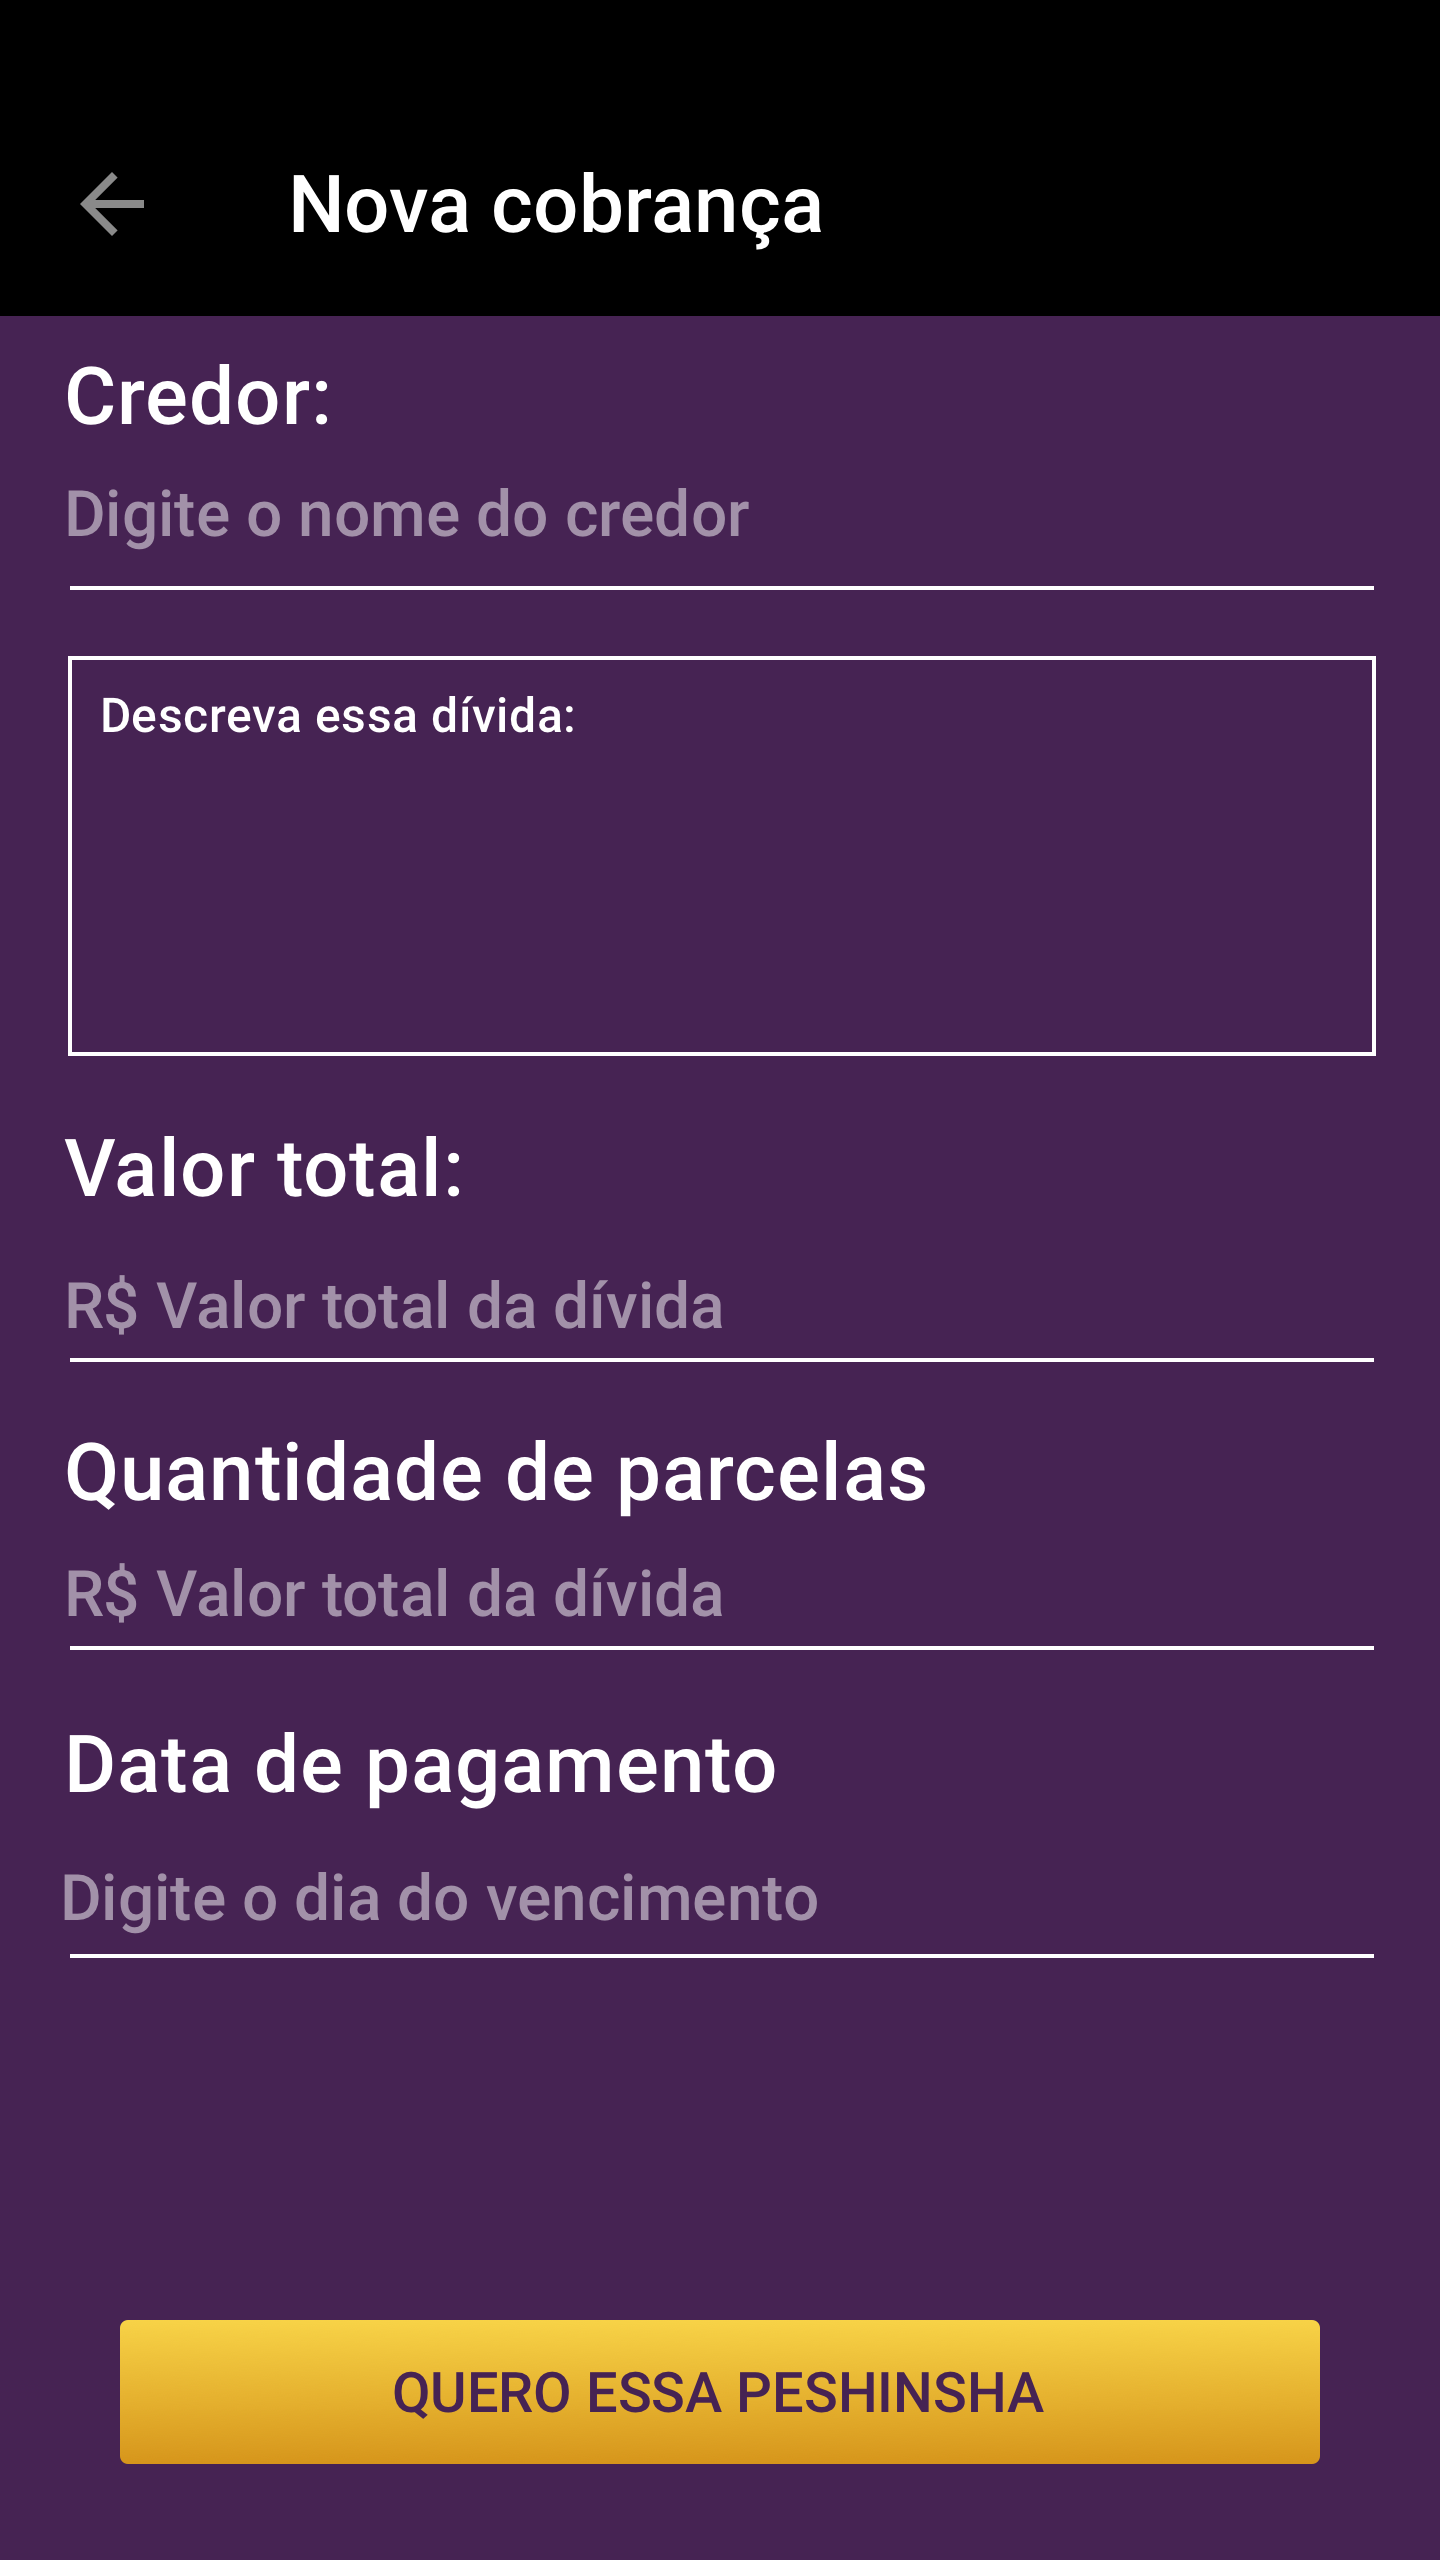 Nova cobrança
Credor:
Digite o nome do credor
Descreva essa dívida:
Valor total:
R$ Valor total da dívida
Quantidade de parcelas
R$ Valor total da dívida
Data de pagamento
Digite o dia do vencimento
QUERO ESSA PESHINSHA